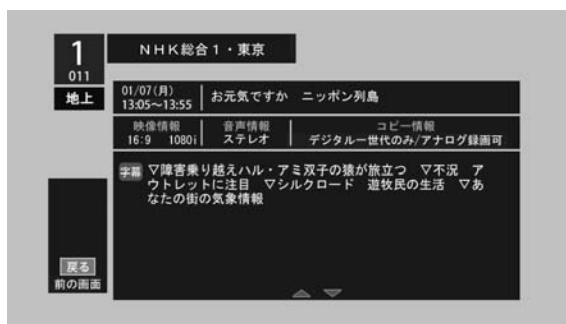 1
011
地上
NHK総合1・東京
01/07(月)
13:05～13:55
お元気ですか ニッポン列島
映像情報
16:9 1080i
音声情報
ステレオ
コピー情報
デジタル一世代のみ/アナログ録画可
字幕 ▽障害乗り越えハル・アミ双子の猿が旅立つ ▽不況 ア
ウトレットに注目 ▽シルクロード 遊牧民の生活 ▽あ
なたの街の気象情報
戻る
前の画面